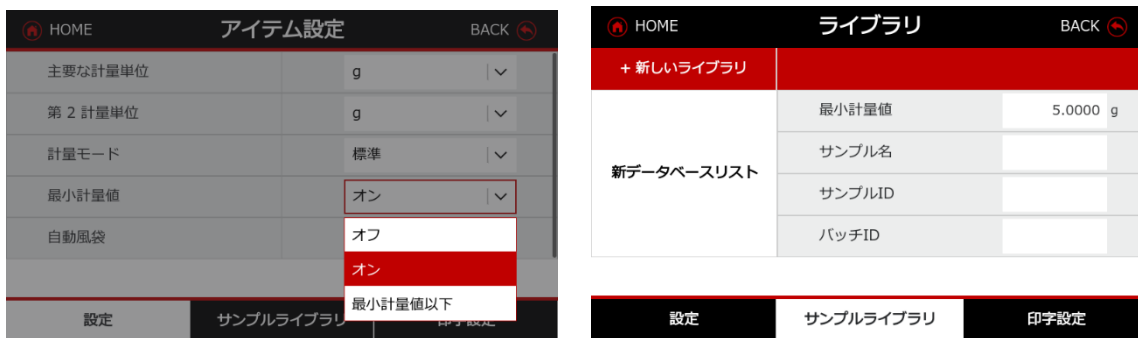 HOME アイテム設定 BACK
主要な計量単位 g
第 2 計量単位 g
計量モード 標準
最小計量値 オン
自動風袋 オフ
オン
最小計量値以下
設定 サンプルライブラリ 印字設定
HOME ライブラリ BACK
+ 新しいライブラリ
新データベースリスト
最小計量値 5.0000 g
サンプル名
サンプルID
バッチID
設定 サンプルライブラリ 印字設定